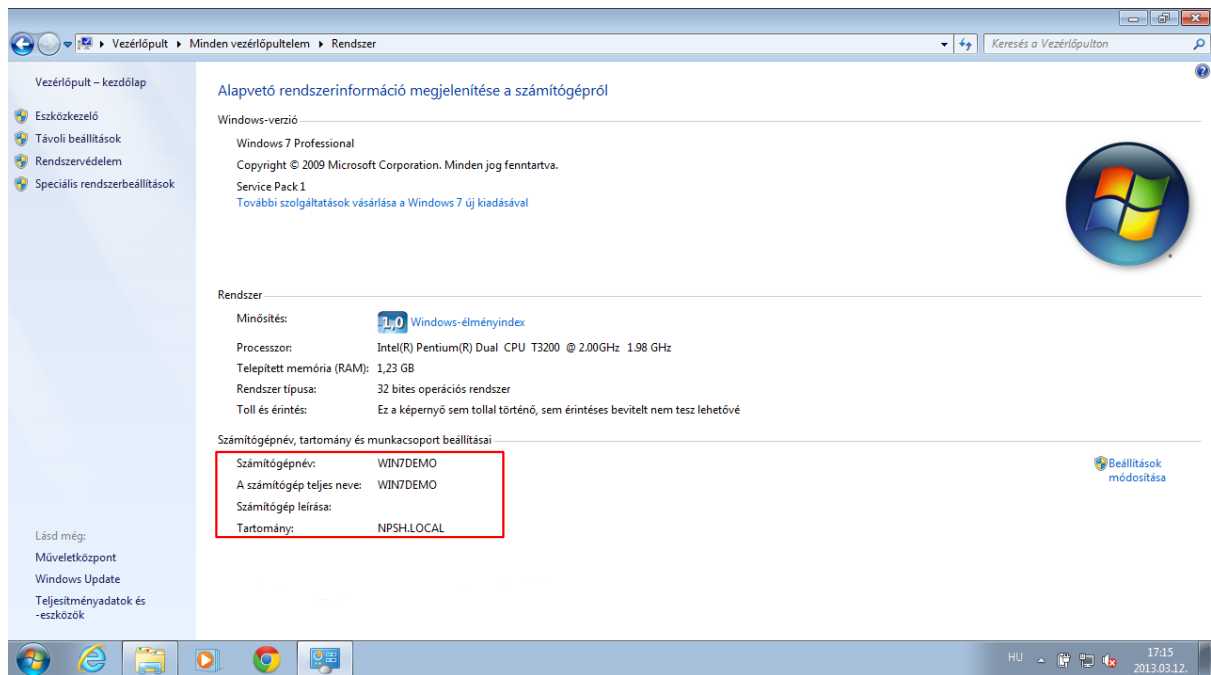 Vezérlőpult ▸ Minden vezérlőpultelem ▸ Rendszer
Keresés a Vezérlőpulton
Vezérlőpult – kezdőlap
Eszközkezelő
Távoli beállítások
Rendszervédelem
Speciális rendszerbeállítások
Alapvető rendszerinformáció megjelenítése a számítógépről
Windows-verzió
Windows 7 Professional
Copyright © 2009 Microsoft Corporation. Minden jog fenntartva.
Service Pack 1
További szolgáltatások vásárlása a Windows 7 új kiadásával
Rendszer
Minősítés: 1,0 Windows-élményindex
Processzor: Intel(R) Pentium(R) Dual CPU T3200 @ 2.00GHz 1.98 GHz
Telepített memória (RAM): 1,23 GB
Rendszer típusa: 32 bites operációs rendszer
Toll és érintés: Ez a képernyő sem tollal történő, sem érintéses bevitelt nem tesz lehetővé
Számítógépnév, tartomány és munkacsoport beállításai
Számítógépnév: WIN7DEMO
A számítógép teljes neve: WIN7DEMO
Számítógép leírása:
Tartomány: NPSH.LOCAL
Beállítások
módosítása
Lásd még:
Műveletközpont
Windows Update
Teljesítményadatok és
-eszközök
HU
17:15
2013.03.12.